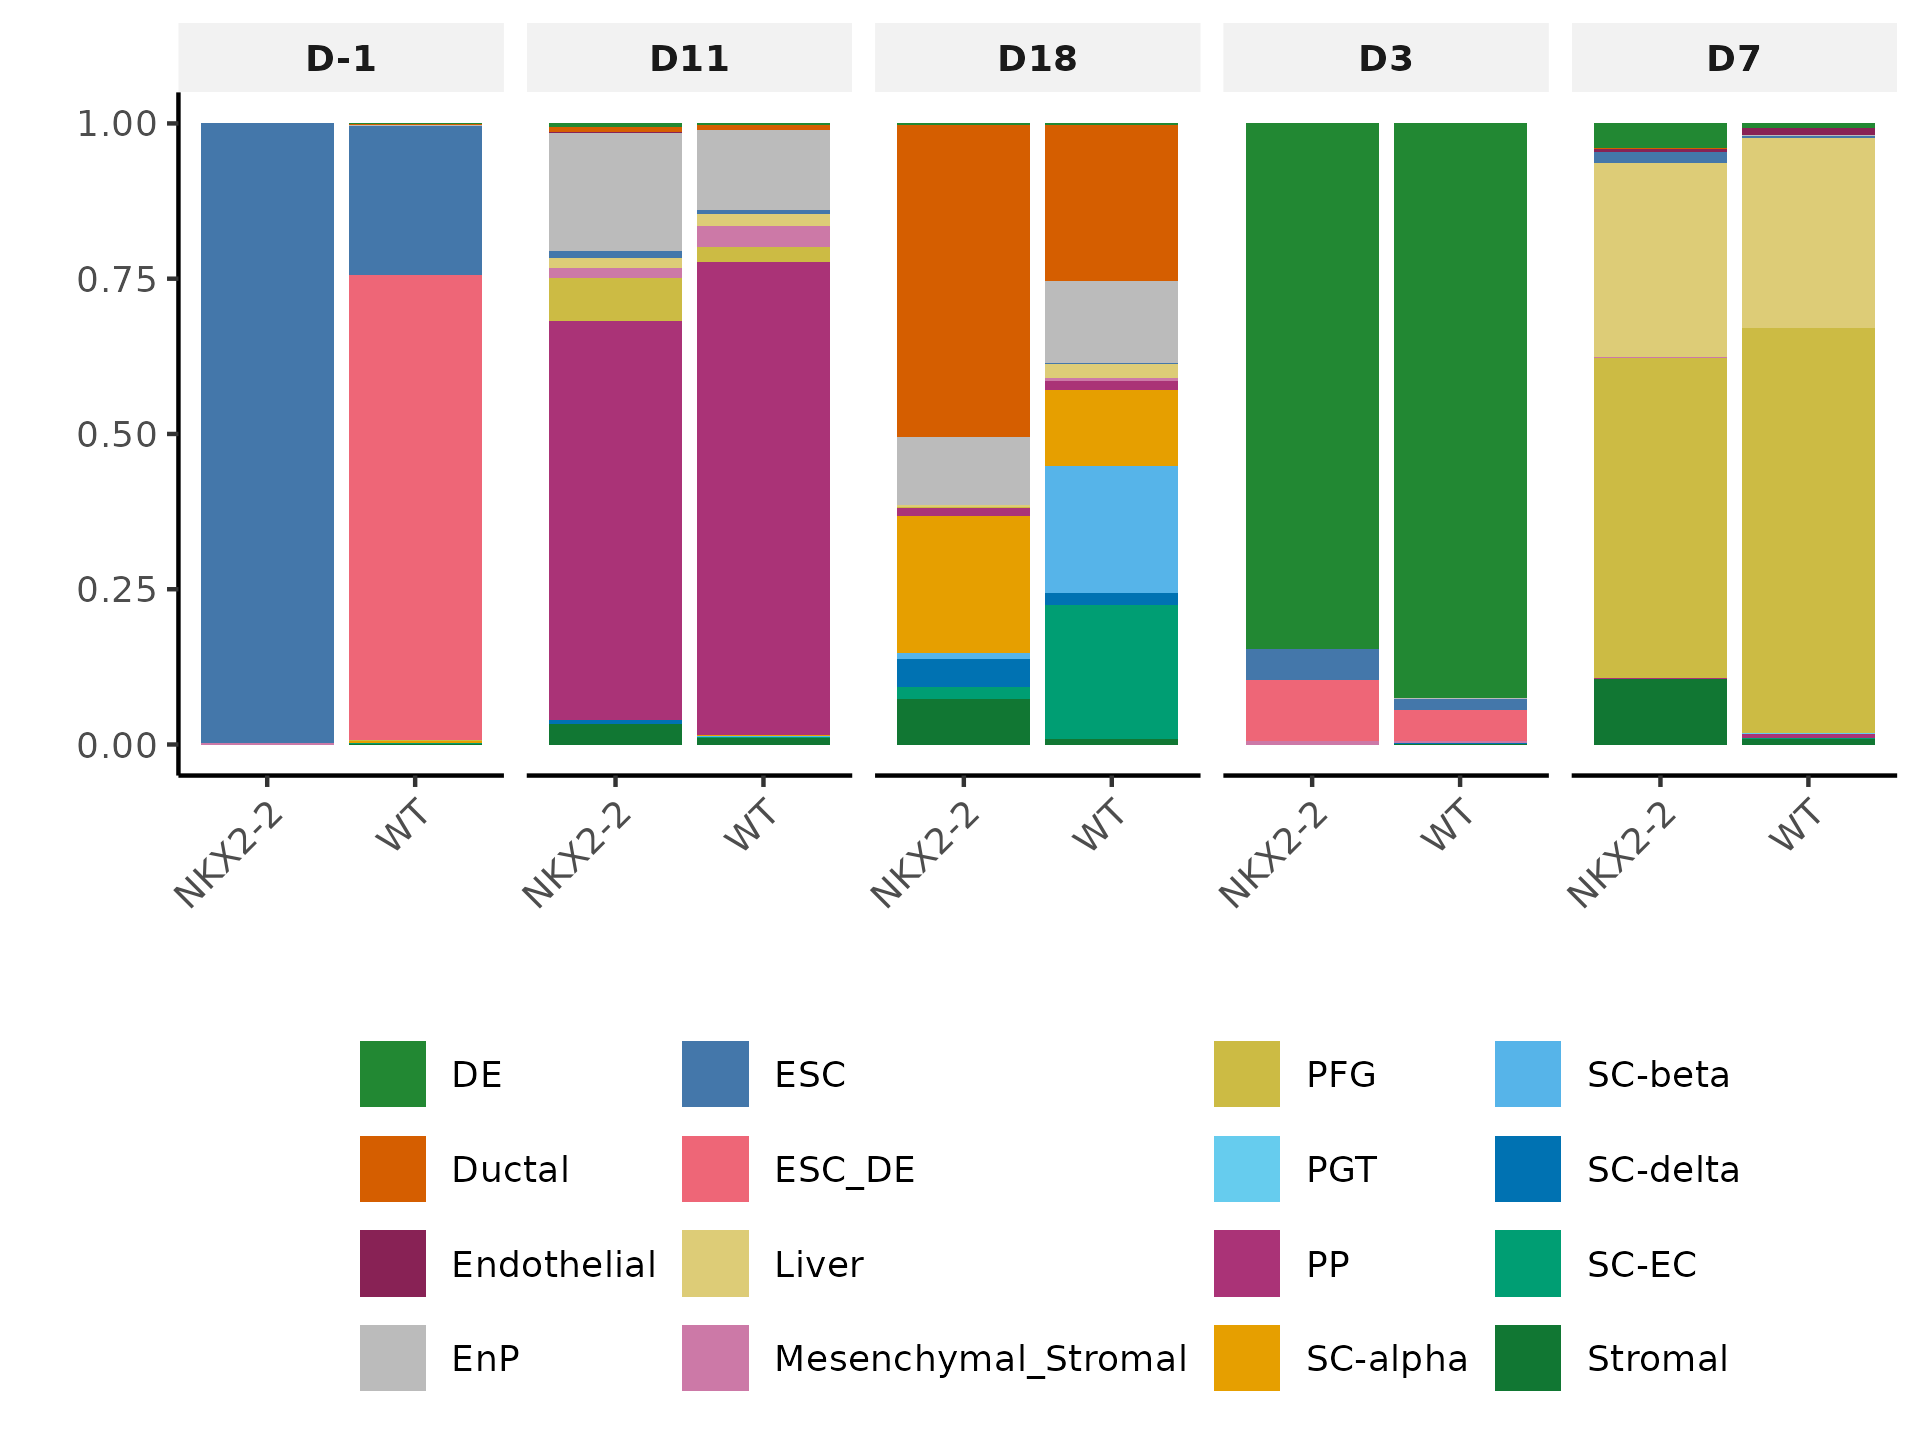 D-1 D11 D18 D3 D7
1.00
0.75
0.50
0.25
0.00
NKX2-2 WT NKX2-2 WT NKX2-2 WT NKX2-2 WT NKX2-2 WT
DE ESC PFG SC-beta
Ductal ESC_DE PGT SC-delta
Endothelial Liver PP SC-EC
EnP Mesenchymal_Stromal SC-alpha Stromal